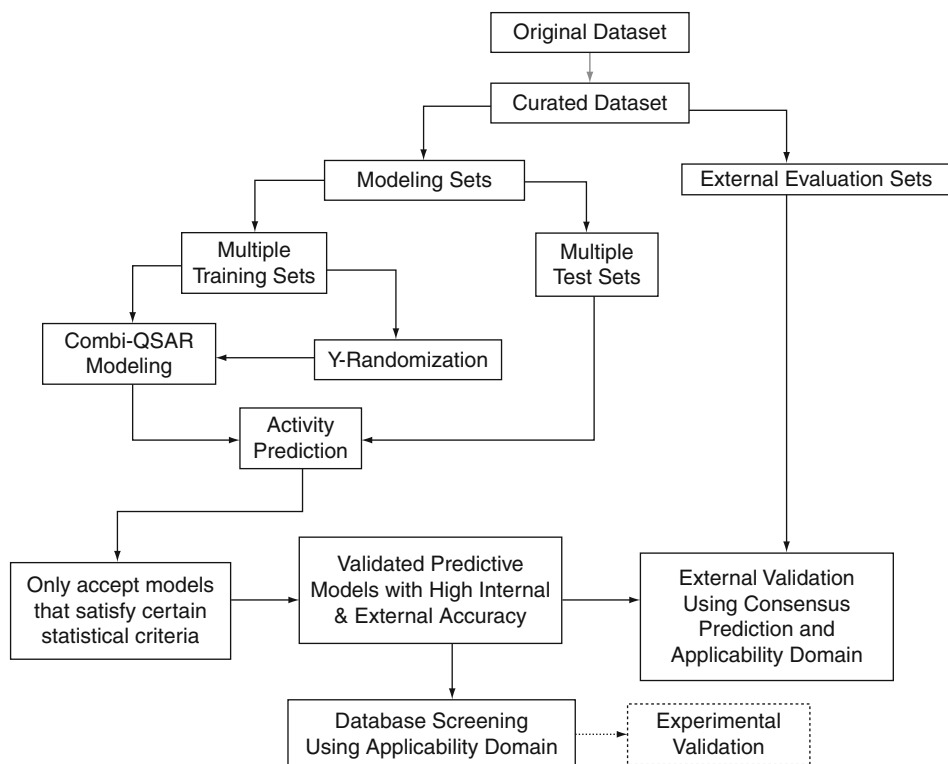 Original Dataset
Curated Dataset
Modeling Sets
External Evaluation Sets
Multiple
Training Sets
Multiple
Test Sets
Combi-QSAR
Modeling
Y-Randomization
Activity
Prediction
Only accept models
that satisfy certain
statistical criteria
Validated Predictive
Models with High Internal
& External Accuracy
External Validation
Using Consensus
Prediction and
Applicability Domain
Database Screening
Using Applicability Domain
Experimental
Validation